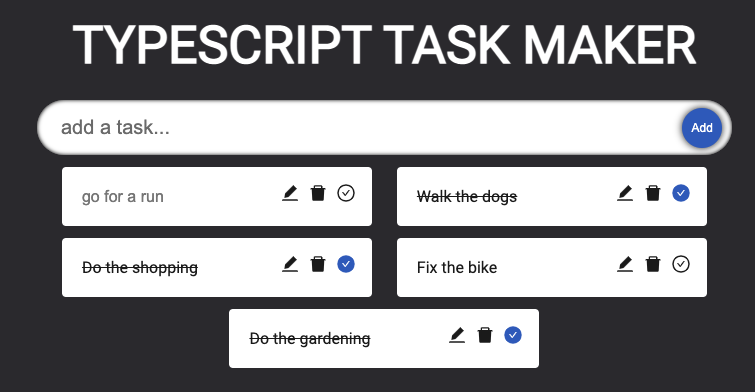 TYPESCRIPT TASK MAKER
add a task...
Add
go for a run
Walk the dogs
Do the shopping
Fix the bike
Do the gardening